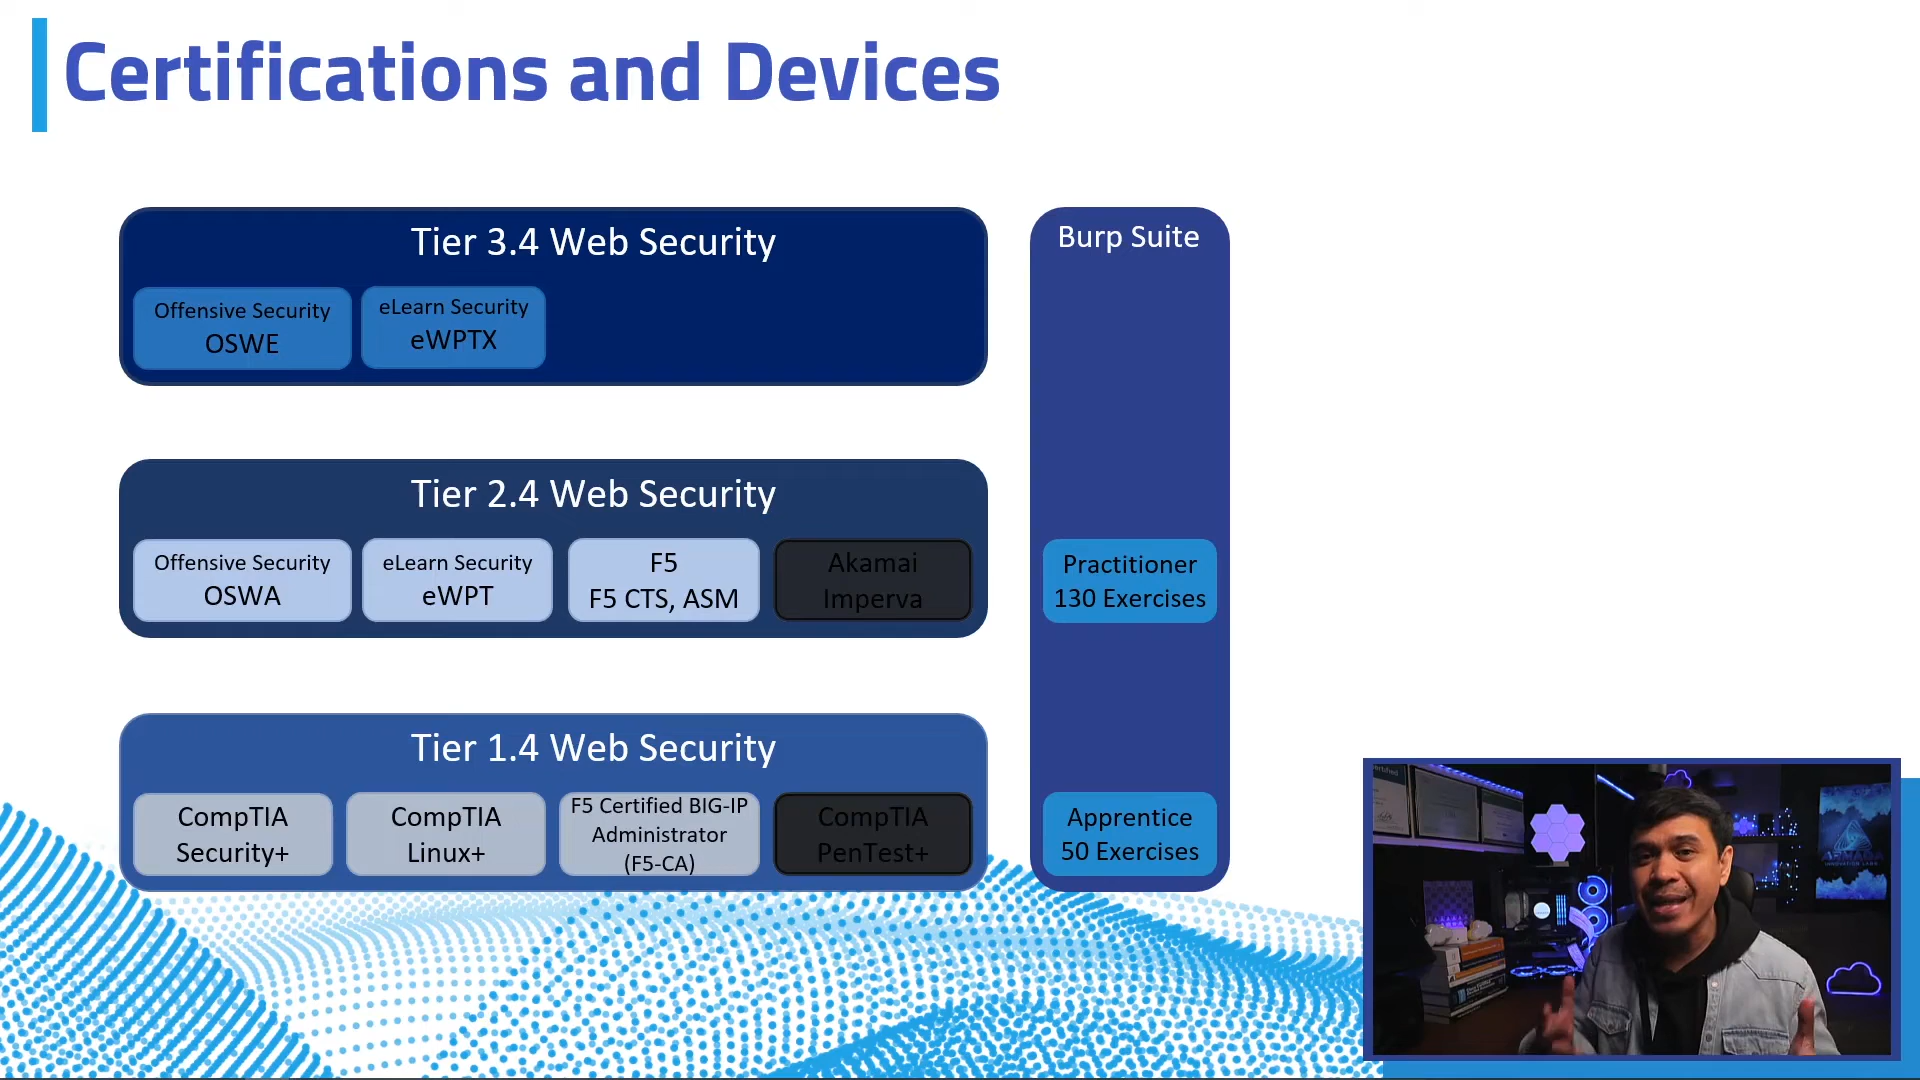 Certifications and Devices
Tier 3.4 Web Security
Offensive Security
OSWE
eLearn Security
eWPTX
Tier 2.4 Web Security
Offensive Security
OSWA
eLearn Security
eWPT
F5
F5 CTS, ASM
Akamai
Imperva
Tier 1.4 Web Security
CompTIA
Security+
CompTIA
Linux+
F5 Certified BIG-IP
Administrator
(F5-CA)
CompTIA
PenTest+
Burp Suite
Practitioner
130 Exercises
Apprentice
50 Exercises
ARMADA